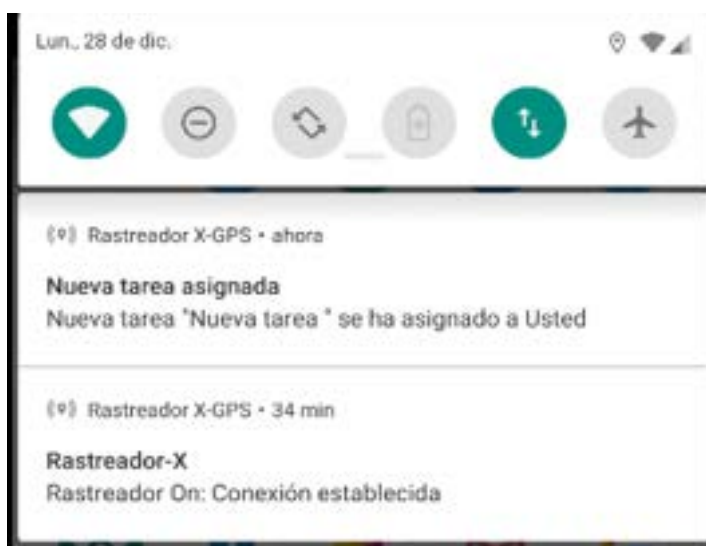 Lun., 28 de dic.
Rastreador X-GPS • ahora
Nueva tarea asignada
Nueva tarea "Nueva tarea " se ha asignado a Usted
Rastreador X-GPS • 34 min
Rastreador-X
Rastreador On: Conexión establecida